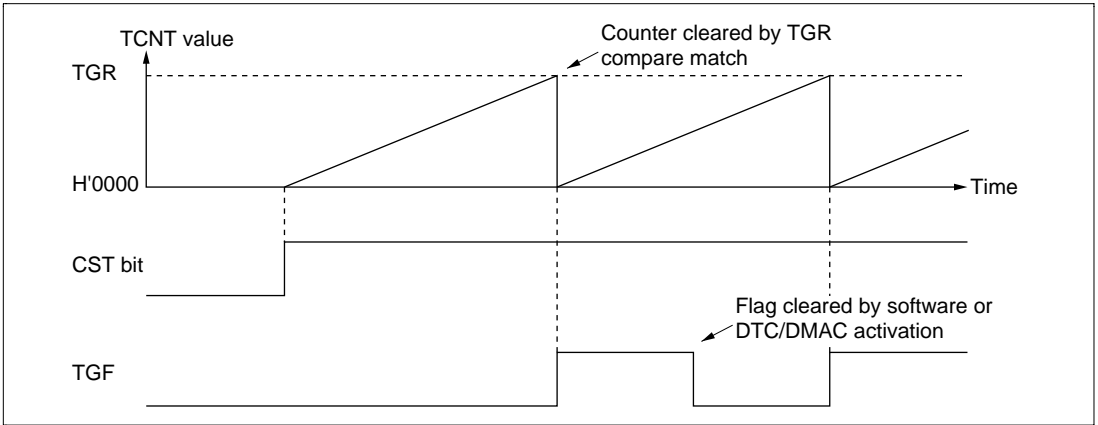 TCNT value
Counter cleared by TGR
compare match
TGR
H'0000
Time
CST bit
Flag cleared by software or
DTC/DMAC activation
TGF